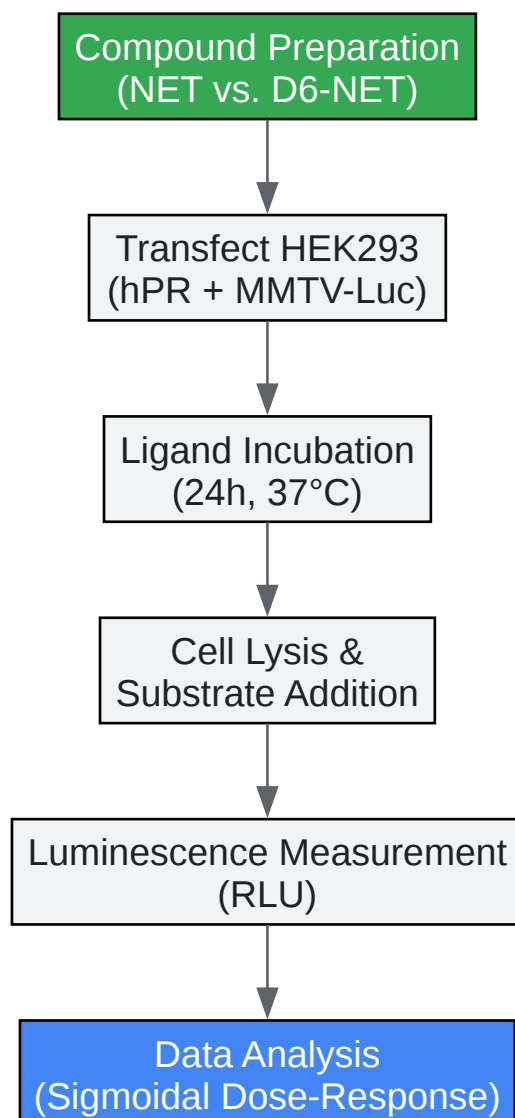 Compound Preparation
(NET vs. D6-NET)
Transfect HEK293
(hPR + MMTV-Luc)
Ligand Incubation
(24h, 37°C)
Cell Lysis &
Substrate Addition
Luminescence Measurement
(RLU)
Data Analysis
(Sigmoidal Dose-Response)